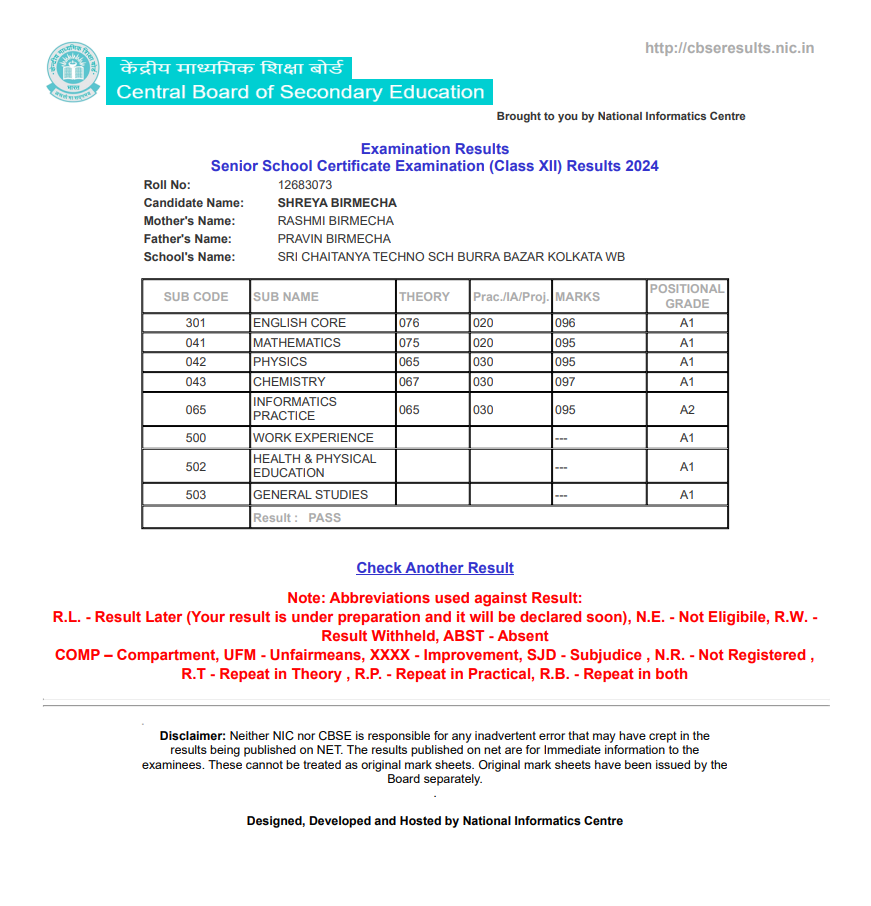 http://cbseresults.nic.in
केंद्रीय माध्यमिक शिक्षा बोर्ड
Central Board of Secondary Education
Brought to you by National Informatics Centre
Examination Results
Senior School Certificate Examination (Class XII) Results 2024
Roll No: 12683073
Candidate Name: SHREYA BIRMECHA
Mother's Name: RASHMI BIRMECHA
Father's Name: PRAVIN BIRMECHA
School's Name: SRI CHAITANYA TECHNO SCH BURRA BAZAR KOLKATA WB
SUB CODE SUB NAME THEORY Prac./IA/Proj. MARKS POSITIONAL GRADE
301 ENGLISH CORE 076 020 096 A1
041 MATHEMATICS 075 020 095 A1
042 PHYSICS 065 030 095 A1
043 CHEMISTRY 067 030 097 A1
065 INFORMATICS PRACTICE 065 030 095 A2
500 WORK EXPERIENCE --- A1
502 HEALTH & PHYSICAL EDUCATION --- A1
503 GENERAL STUDIES --- A1
Result : PASS
Check Another Result
Note: Abbreviations used against Result:
R.L. - Result Later (Your result is under preparation and it will be declared soon), N.E. - Not Eligibile, R.W. -
Result Withheld, ABST - Absent
COMP – Compartment, UFM - Unfairmeans, XXXX - Improvement, SJD - Subjudice , N.R. - Not Registered ,
R.T - Repeat in Theory , R.P. - Repeat in Practical, R.B. - Repeat in both
.
Disclaimer: Neither NIC nor CBSE is responsible for any inadvertent error that may have crept in the
results being published on NET. The results published on net are for Immediate information to the
examinees. These cannot be treated as original mark sheets. Original mark sheets have been issued by the
Board separately.
.
Designed, Developed and Hosted by National Informatics Centre